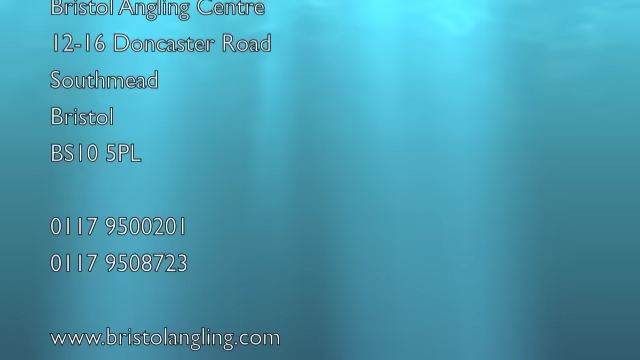 Bristol Angling Centre
12-16 Doncaster Road
Southmead
Bristol
BS10 5PL
0117 9500201
0117 9508723
www.bristolangling.com